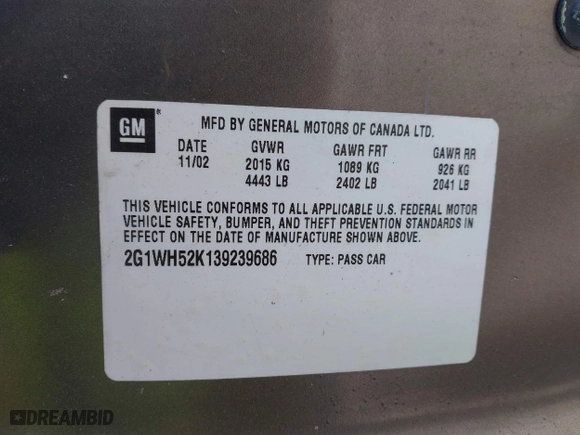 GM®
MFD BY GENERAL MOTORS OF CANADA LTD.
DATE GVWR GAWR FRT GAWR RR
11/02 2015 KG 1089 KG 926 KG
4443 LB 2402 LB 2041 LB
THIS VEHICLE CONFORMS TO ALL APPLICABLE U.S. FEDERAL MOTOR
VEHICLE SAFETY, BUMPER, AND THEFT PREVENTION STANDARDS IN
EFFECT ON THE DATE OF MANUFACTURE SHOWN ABOVE.
2G1WH52K139239686 TYPE: PASS CAR
DREAMBID